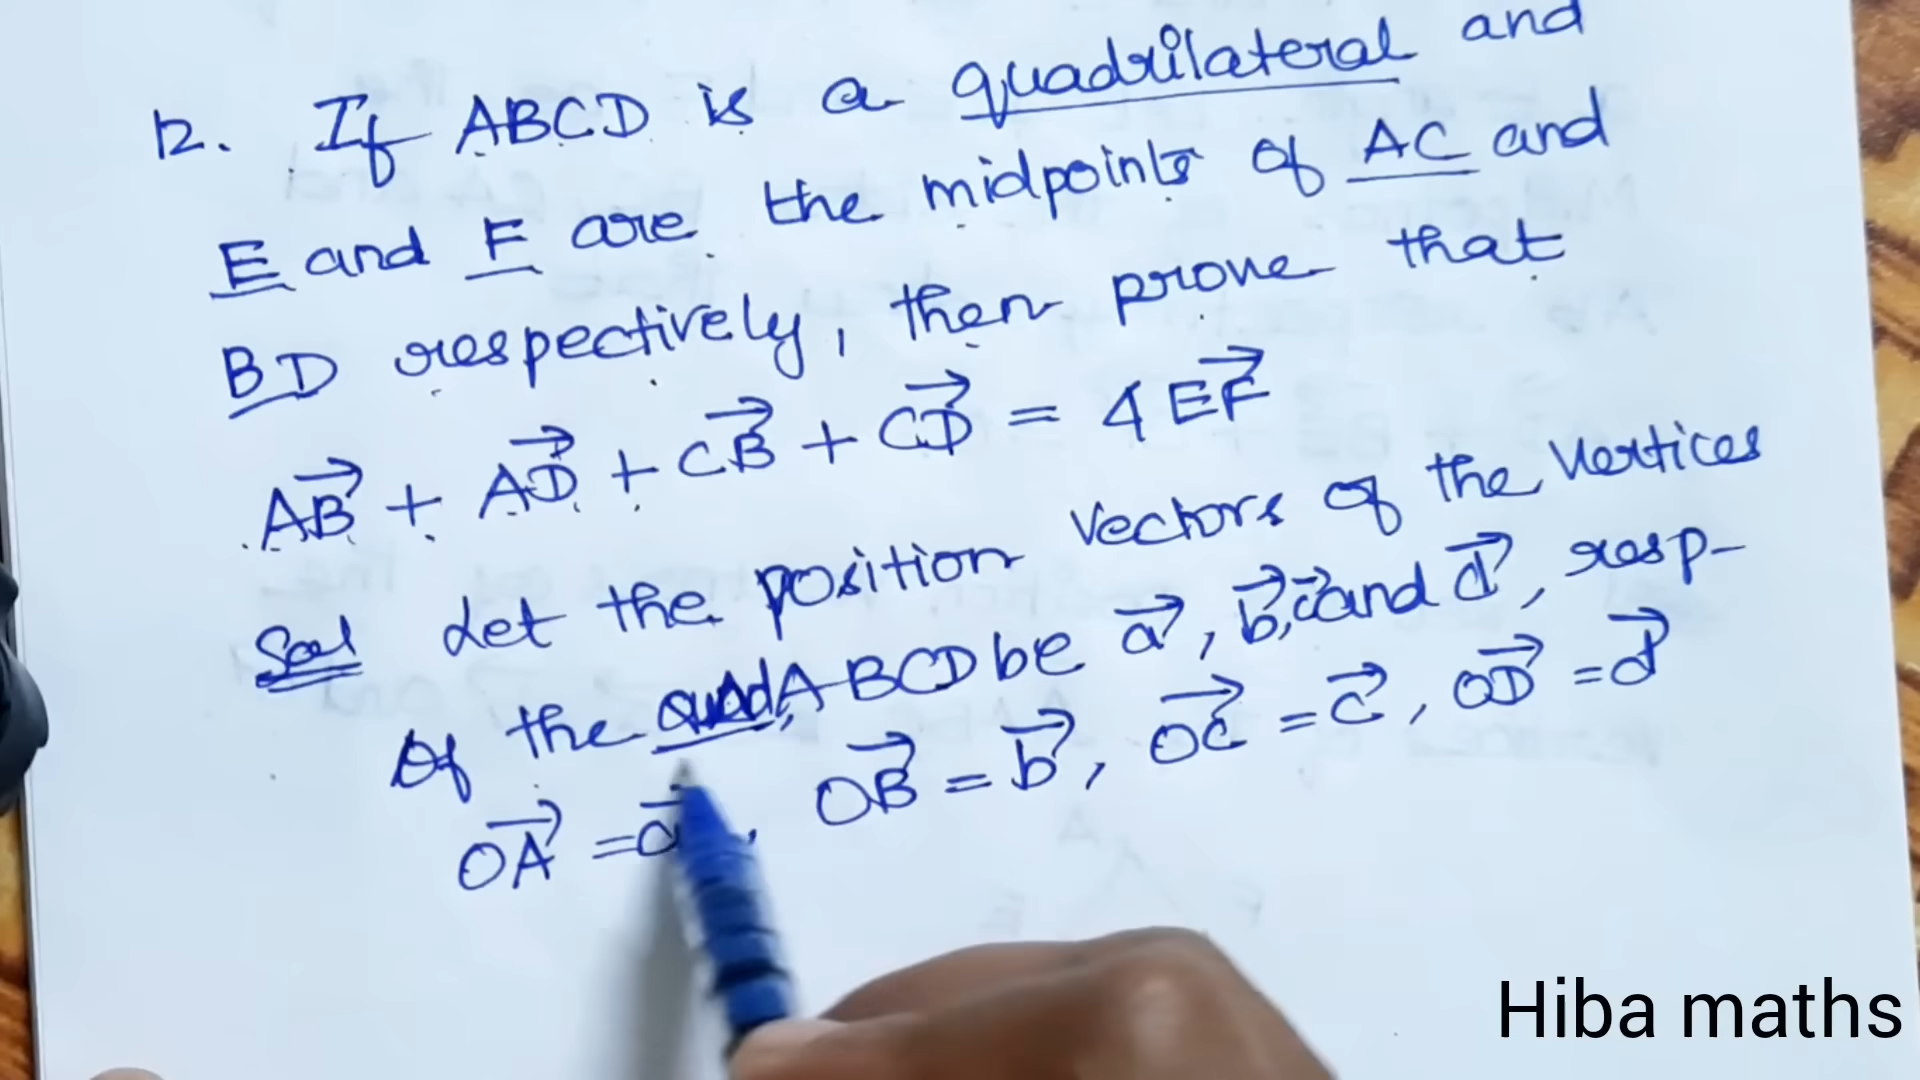 12. If ABCD is a quadrilateral and
E and F are the midpoints of AC and
BD respectively, then prove that
AB⃗ + AD⃗ + CB⃗ + CD⃗ = 4 EF⃗
Sol Let the position vectors of the vertices
Of the quad, ABCD be a⃗, b⃗, c⃗ and d⃗, resp-
OA⃗ = a⃗, OB⃗ = b⃗, OC⃗ = c⃗, OD⃗ = d⃗
Hiba maths